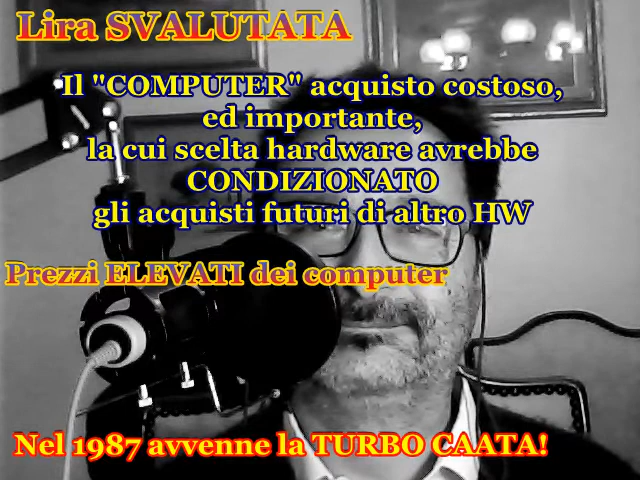 Lira SVALUTATA
Il "COMPUTER" acquisto costoso,
ed importante,
la cui scelta hardware avrebbe
CONDIZIONATO
gli acquisti futuri di altro HW
Prezzi ELEVATI dei computer
Nel 1987 avvenne la TURBO CAATA!